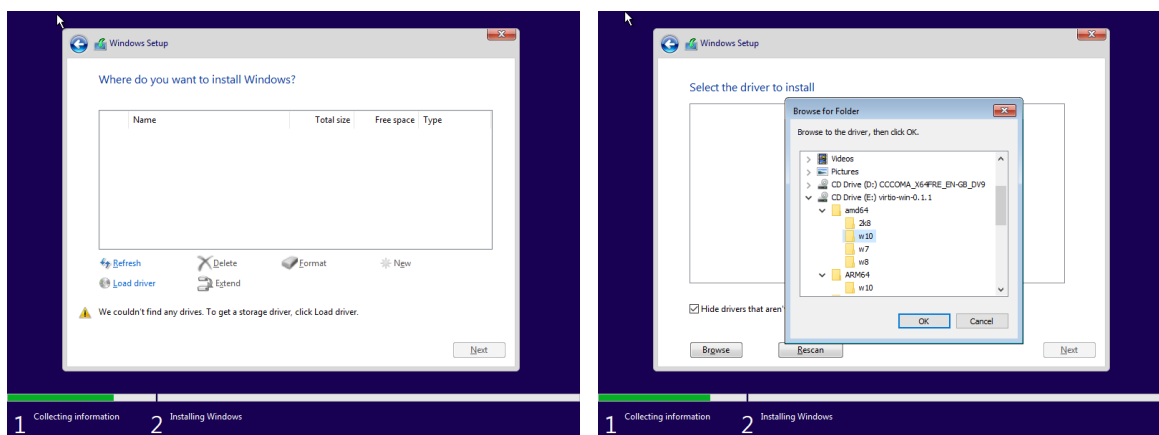 Windows Setup
Where do you want to install Windows?
Name Total size Free space Type
Refresh Delete Format New
Load driver Extend
We couldn't find any drives. To get a storage driver, click Load driver.
Next
1 Collecting information 2 Installing Windows
Windows Setup
Select the driver to install
Browse for Folder
Browse to the driver, then click OK.
Videos
Pictures
CD Drive (D:) CCCOMA_X64FRE_EN-GB_DV9
CD Drive (E:) virtio-win-0.1.1
amd64
2k8
w10
w7
w8
ARM64
w10
Hide drivers that aren'
OK Cancel
Browse Rescan Next
1 Collecting information 2 Installing Windows